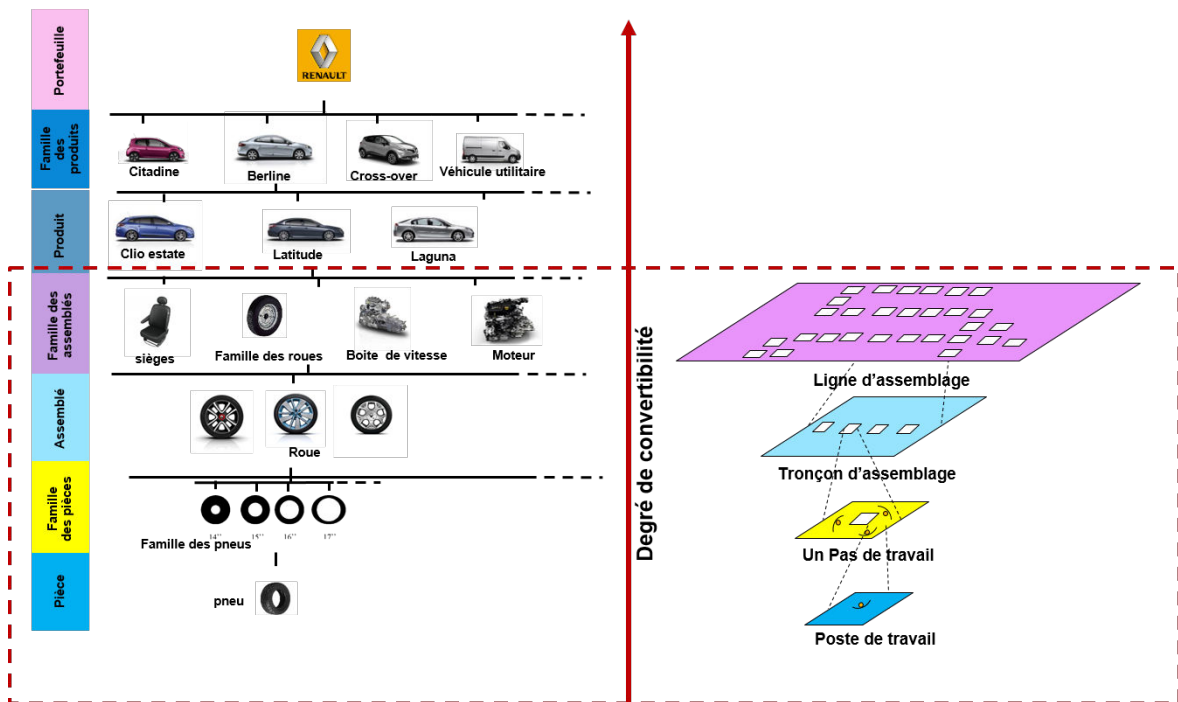 Portefeuille
RENAULT
Famille
des
produits
Citadine
Berline
Cross-over
Véhicule utilitaire
Produit
Clio estate
Latitude
Laguna
Famille des
assemblés
sièges
Famille des roues
Boite de vitesse
Moteur
Assemblé
Roue
Famille
des pièces
14’’
15’’
16’’
17’’
Famille des pneus
Pièce
pneu
Degré de convertibilité
Ligne d’assemblage
Tronçon d’assemblage
Un Pas de travail
Poste de travail